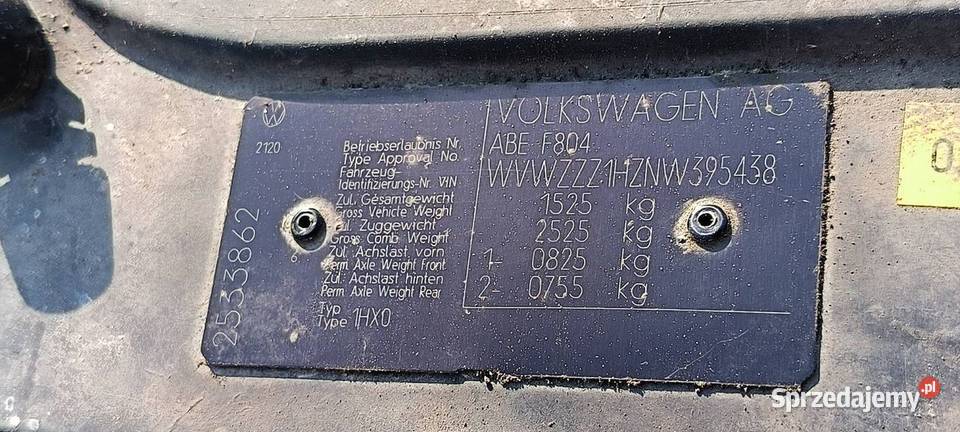 VOLKSWAGEN AG
2120
Betriebserlaubnis Nr.
Type Approval No.
ABE F804
Fahrzeug-
Identifizierungs-Nr. VIN
WVWZZZ1HZNW395438
Zul. Gesamtgewicht
Gross Vehicle Weight
1525 kg
Zul. Zuggewicht
Gross Comb. Weight
2525 kg
Zul. Achslast vorn
Perm. Axle Weight Front
1- 0825 kg
Zul. Achslast hinten
Perm. Axle Weight Rear
2- 0755 kg
Typ
Type 1HX0
2533862
0
Sprzedajemy.pl